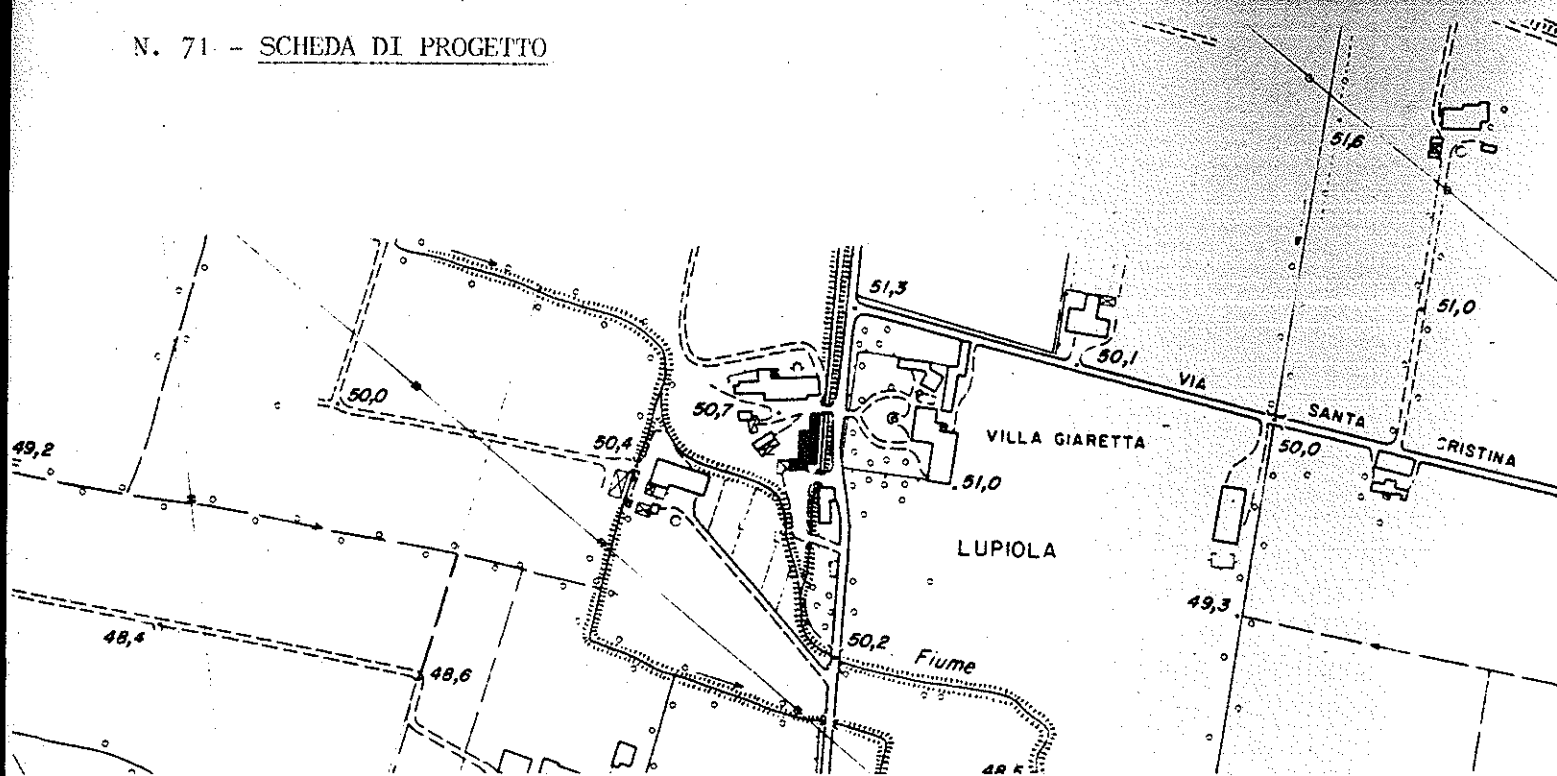 N. 71 - SCHEDA DI PROGETTO
51,6
51,3
51,0
50,1
VIA
50,0
50,7
SANTA
VILLA GIARETTA
50,4
50,0
CRISTINA
49,2
51,0
LUPIOLA
49,3
48,4
50,2
Fiume
48,6
48,5